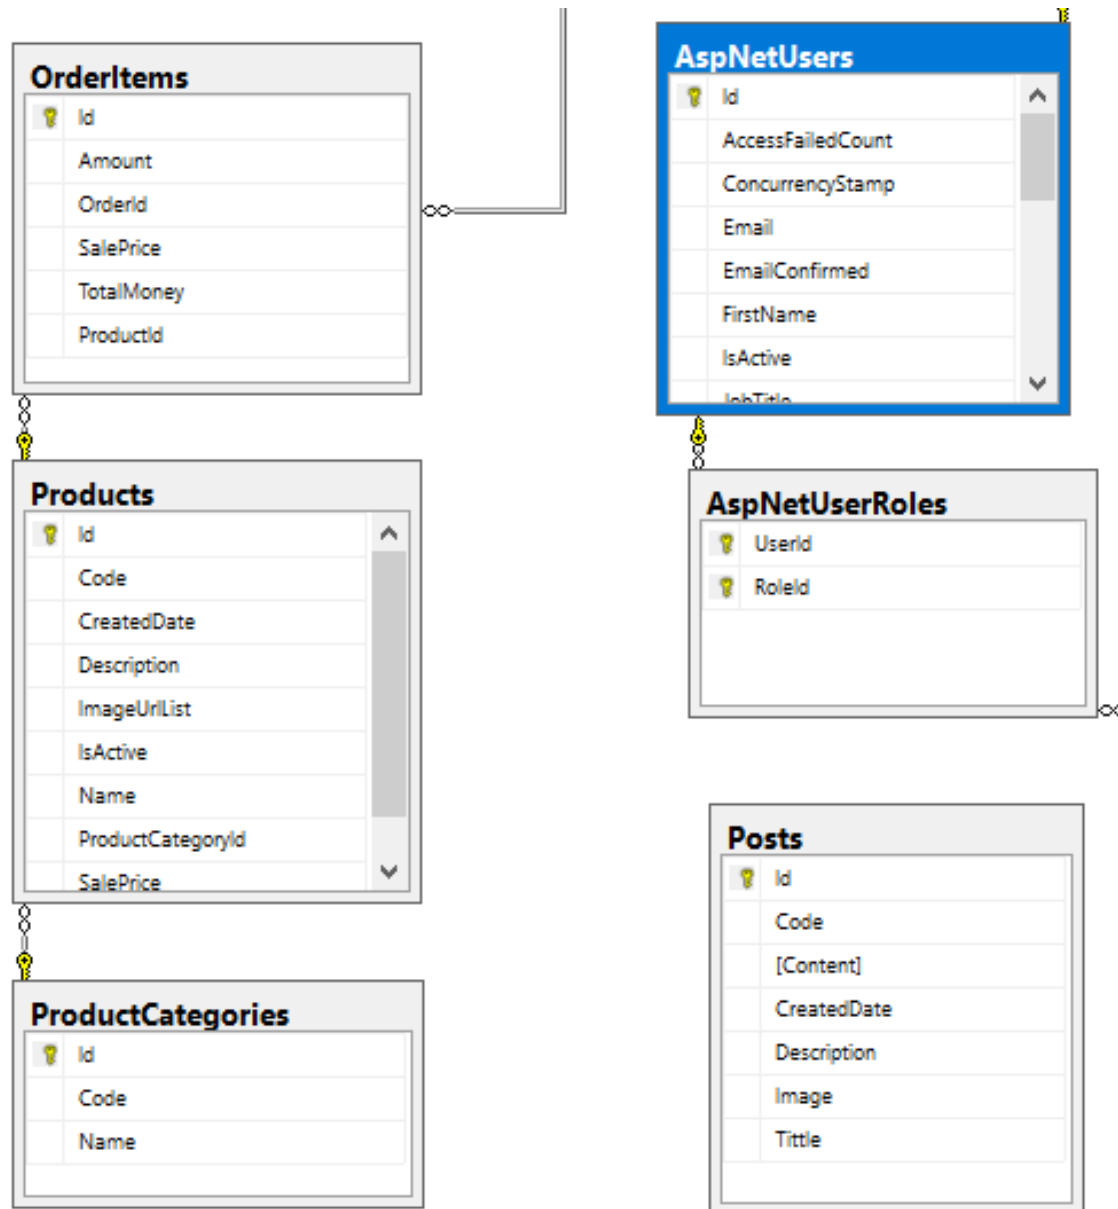 OrderItems
Id
Amount
OrderId
SalePrice
TotalMoney
ProductId
Products
Id
Code
CreatedDate
Description
ImageUrlList
IsActive
Name
ProductCategoryId
SalePrice
ProductCategories
Id
Code
Name
AspNetUsers
Id
AccessFailedCount
ConcurrencyStamp
Email
EmailConfirmed
FirstName
IsActive
JobTitle
AspNetUserRoles
UserId
RoleId
Posts
Id
Code
[Content]
CreatedDate
Description
Image
Tittle